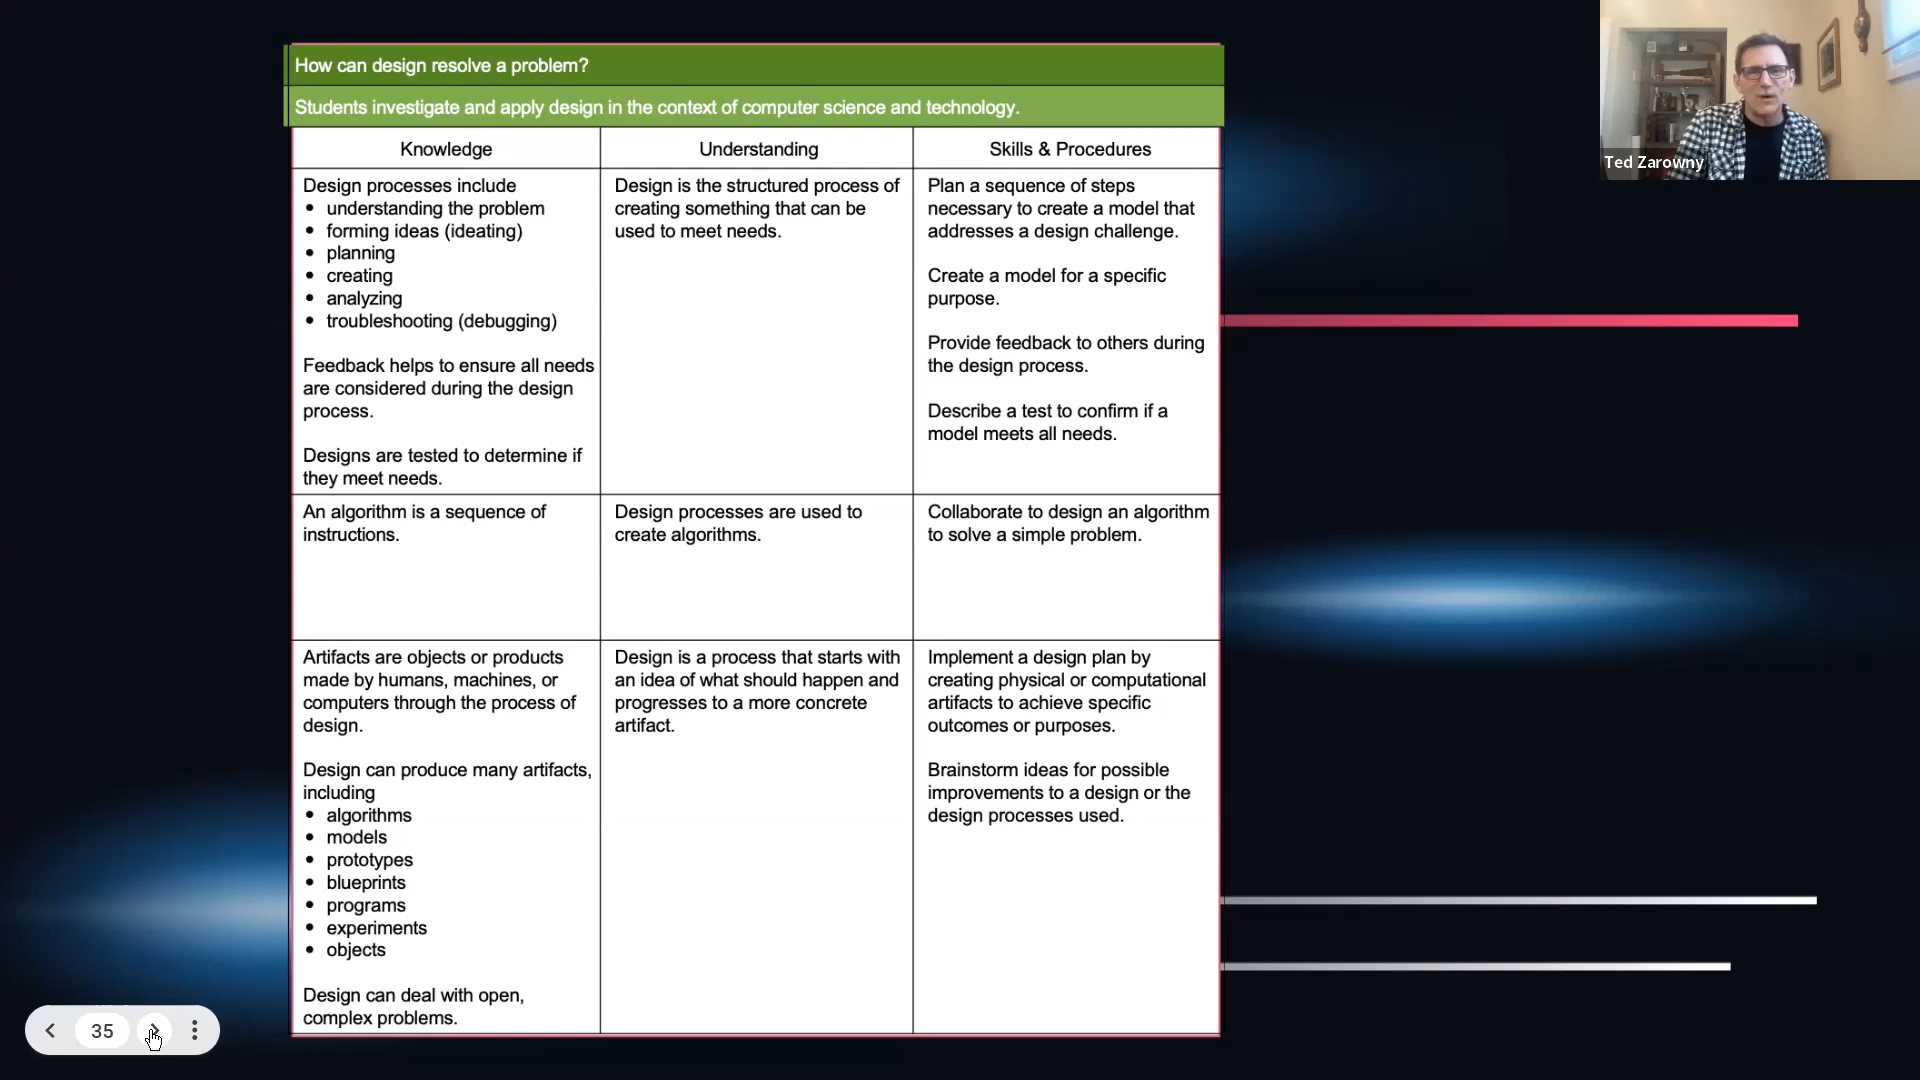 How can design resolve a problem?
Students investigate and apply design in the context of computer science and technology.
Knowledge
Understanding
Skills & Procedures
Design processes include
• understanding the problem
• forming ideas (ideating)
• planning
• creating
• analyzing
• troubleshooting (debugging)
Feedback helps to ensure all needs
are considered during the design
process.
Designs are tested to determine if
they meet needs.
Design is the structured process of
creating something that can be
used to meet needs.
Plan a sequence of steps
necessary to create a model that
addresses a design challenge.
Create a model for a specific
purpose.
Provide feedback to others during
the design process.
Describe a test to confirm if a
model meets all needs.
An algorithm is a sequence of
instructions.
Design processes are used to
create algorithms.
Collaborate to design an algorithm
to solve a simple problem.
Artifacts are objects or products
made by humans, machines, or
computers through the process of
design.
Design can produce many artifacts,
including
• algorithms
• models
• prototypes
• blueprints
• programs
• experiments
• objects
Design can deal with open,
complex problems.
Design is a process that starts with
an idea of what should happen and
progresses to a more concrete
artifact.
Implement a design plan by
creating physical or computational
artifacts to achieve specific
outcomes or purposes.
Brainstorm ideas for possible
improvements to a design or the
design processes used.
Ted Zarowny
35